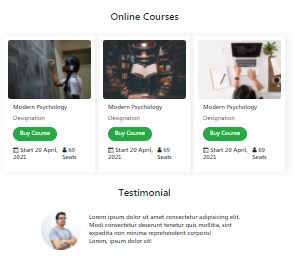 Online Courses
Modern Psychology
Designation
Buy Course
Start 20 April, 2021
69 Seats
Modern Psychology
Designation
Buy Course
Start 20 April, 2021
69 Seats
Modern Psychology
Designation
Buy Course
Start 20 April, 2021
69 Seats
Testimonial
Lorem ipsum dolor sit amet consectetur adipisicing elit.
Modi consectetur deserunt tenetur quis mollitia, sint
expedita non minima reprehenderit corporis!
Lorem, ipsum dolor sit!